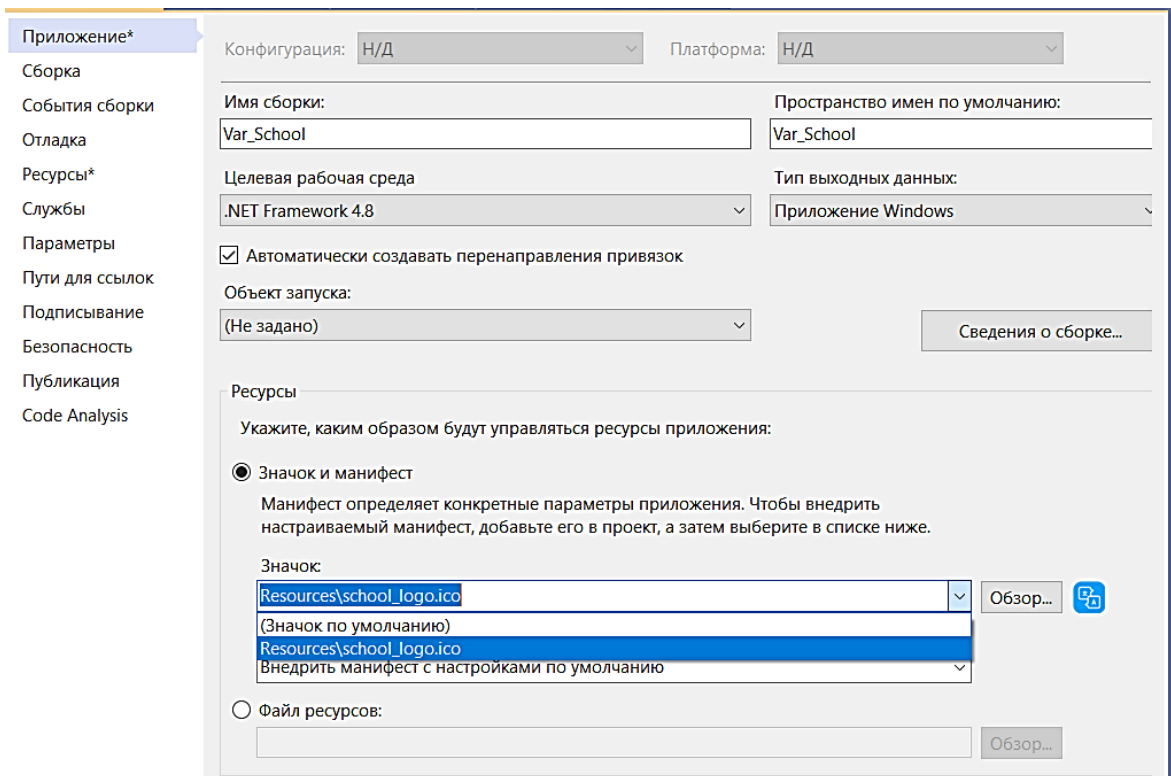 Приложение*
Сборка
События сборки
Отладка
Ресурсы*
Службы
Параметры
Пути для ссылок
Подписывание
Безопасность
Публикация
Code Analysis
Конфигурация: Н/Д Платформа: Н/Д
Имя сборки: Пространство имен по умолчанию:
Var_School Var_School
Целевая рабочая среда Тип выходных данных:
.NET Framework 4.8 Приложение Windows
Автоматически создавать перенаправления привязок
Объект запуска:
(Не задано) Сведения о сборке...
Ресурсы
Укажите, каким образом будут управляться ресурсы приложения:
Значок и манифест
Манифест определяет конкретные параметры приложения. Чтобы внедрить
настраиваемый манифест, добавьте его в проект, а затем выберите в списке ниже.
Значок:
Resources\school_logo.ico Обзор...
(Значок по умолчанию)
Resources\school_logo.ico
Внедрить манифест с настройками по умолчанию
Файл ресурсов:
Обзор...